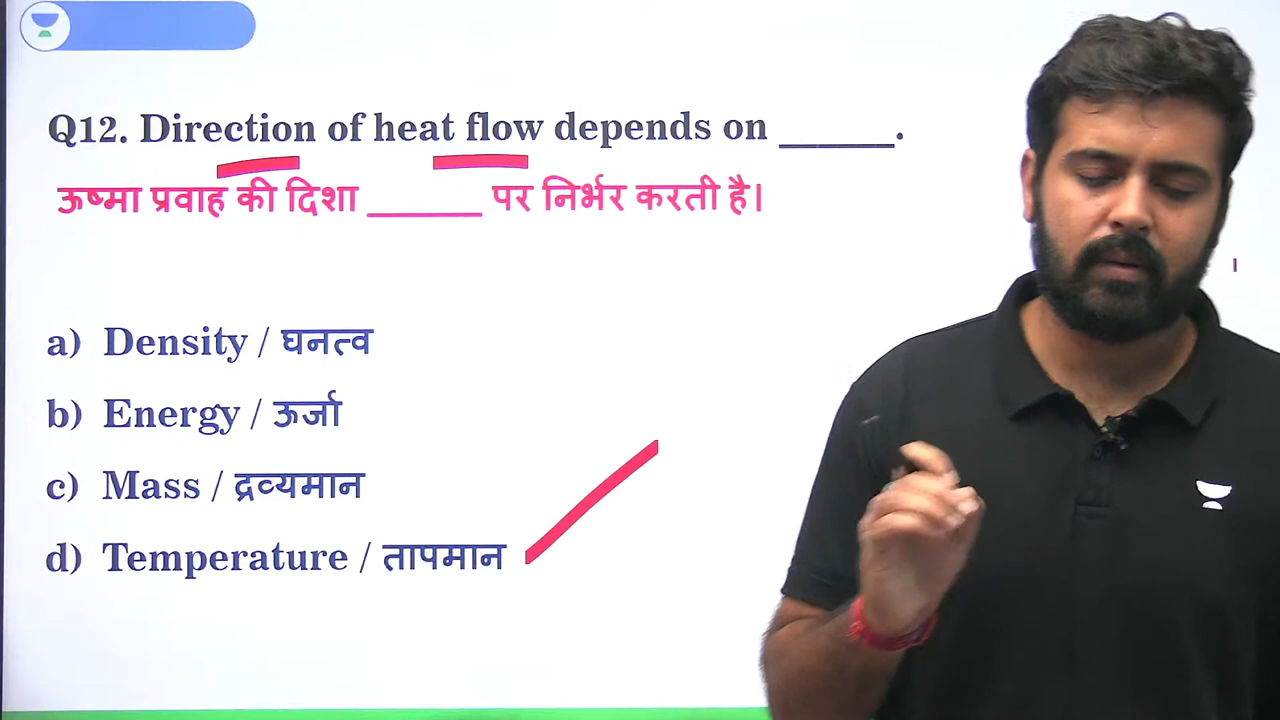 Q12. Direction of heat flow depends on ______.
ऊष्मा प्रवाह की दिशा ______ पर निर्भर करती है।
a) Density / घनत्व
b) Energy / ऊर्जा
c) Mass / द्रव्यमान
d) Temperature / तापमान